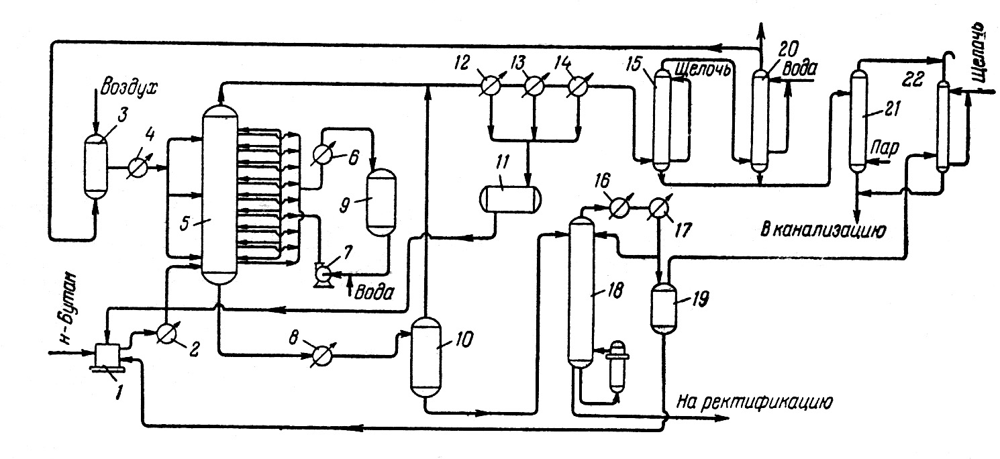 12
13
14
15
Щелочь
20
Вода
22
Щелочь
Воздух
3
4
6
21
Пар
11
9
16
5
17
В канализацию
7
Вода
18
19
н-бутан
2
8
10
1
На ректификацию